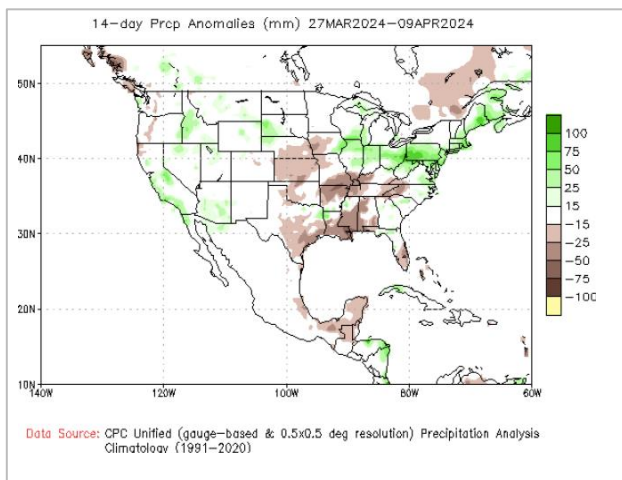 14-day Prcp Anomalies (mm) 27MAR2024-09APR2024
50N
40N
30N
20N
10N
140W 120W 100W 80W 60W
100
75
50
25
15
-15
-25
-50
-75
-100
Data Source: CPC Unified (gauge-based & 0.5x0.5 deg resolution) Precipitation Analysis
Climatology (1991-2020)